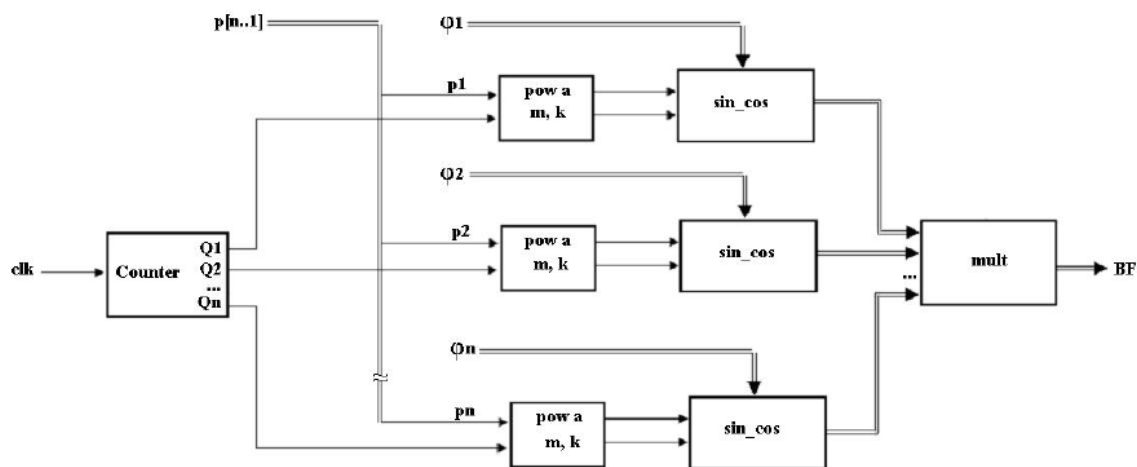 p[n..1]
φ1
p1
pow a
m, k
sin_cos
φ2
p2
pow a
m, k
sin_cos
clk
Counter
Q1
Q2
...
Qn
mult
...
BF
φn
pn
pow a
m, k
sin_cos